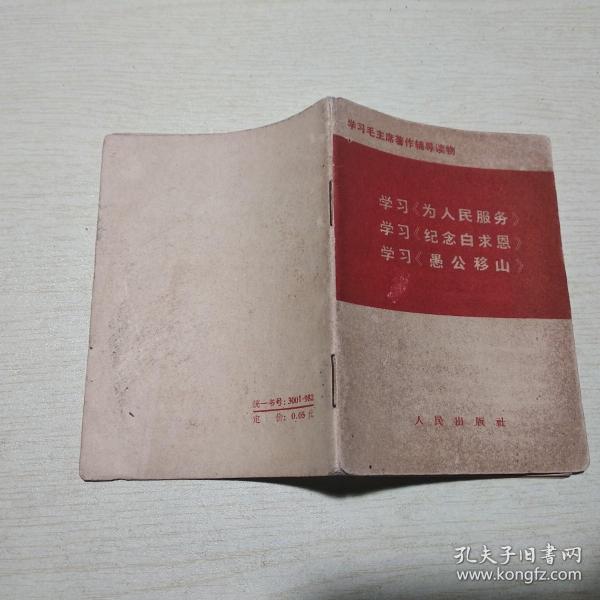 学习毛主席著作辅导读物
学习《为人民服务》
学习《纪念白求恩》
学习《愚公移山》
人民出版社
统一书号:3001·982
定价:0.05元
孔夫子旧书网
www.kongfz.com